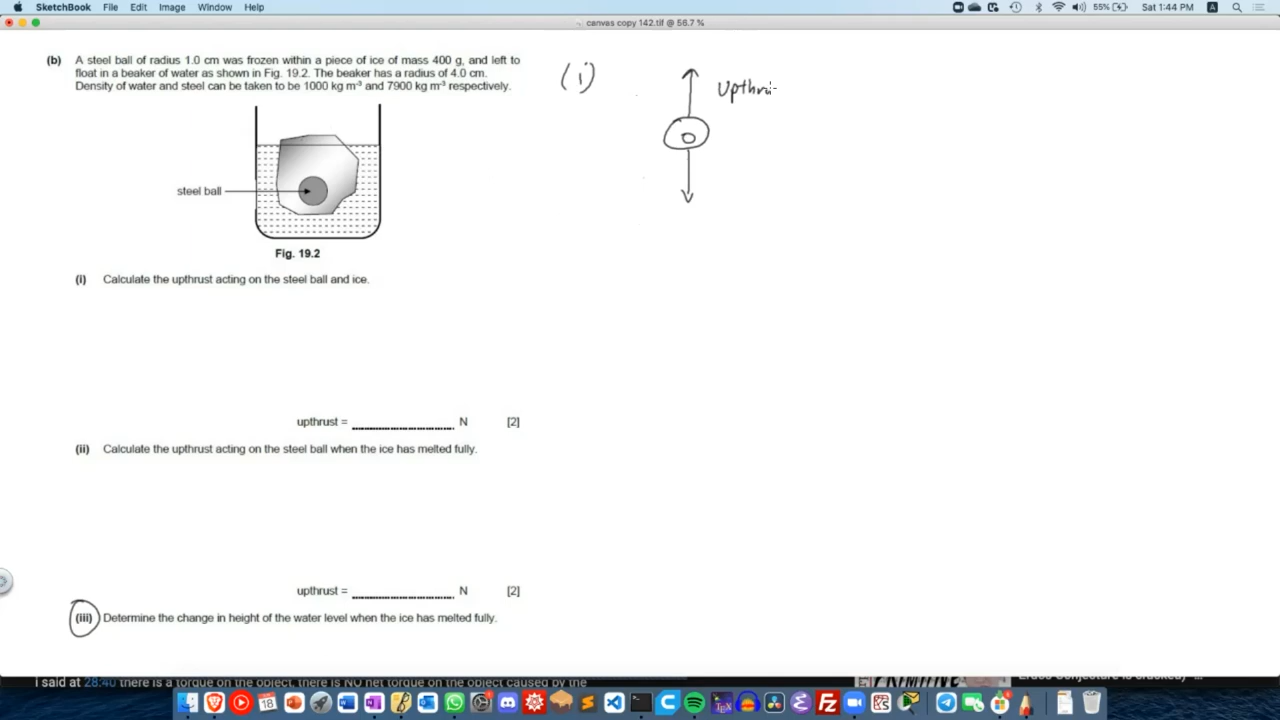 SketchBook File Edit Image Window Help 55% Sat 1:44 PM A
canvas copy 142.tif @ 56.7 %
(b) A steel ball of radius 1.0 cm was frozen within a piece of ice of mass 400 g, and left to
float in a beaker of water as shown in Fig. 19.2. The beaker has a radius of 4.0 cm.
Density of water and steel can be taken to be 1000 kg m⁻³ and 7900 kg m⁻³ respectively.
(i)
Upthru
steel ball
Fig. 19.2
(i) Calculate the upthrust acting on the steel ball and ice.
upthrust = ........................ N [2]
(ii) Calculate the upthrust acting on the steel ball when the ice has melted fully.
upthrust = ........................ N [2]
(iii) Determine the change in height of the water level when the ice has melted fully.
I said at 28:40 there is a torque on the object, there is NO net torque on the object caused by the
18